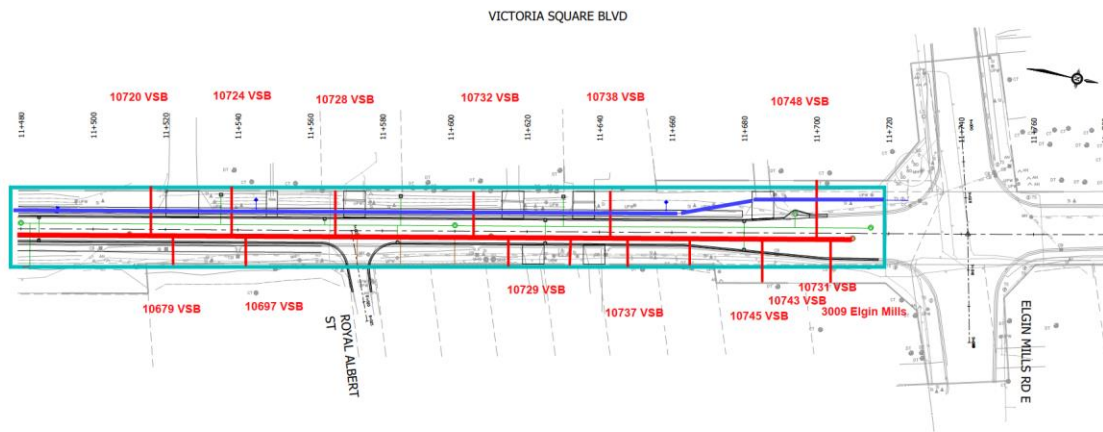 VICTORIA SQUARE BLVD
10720 VSB
10724 VSB
10728 VSB
10732 VSB
10738 VSB
10748 VSB
11+480
11+500
11+520
11+540
11+560
11+580
11+600
11+620
11+640
11+660
11+680
11+700
11+720
11+740
11+760
10679 VSB
10697 VSB
ROYAL ALBERT
ST
10729 VSB
10737 VSB
10745 VSB
10743 VSB
10731 VSB
3009 Elgin Mills
ELGIN MILLS RD E